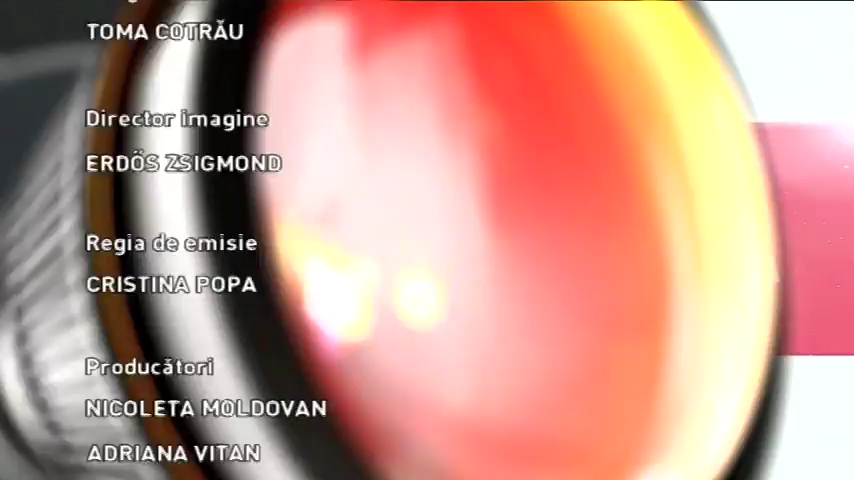 TOMA COTRĂU
Director imagine
ERDÖS ZSIGMOND
Regia de emisie
CRISTINA POPA
Producători
NICOLETA MOLDOVAN
ADRIANA VITAN